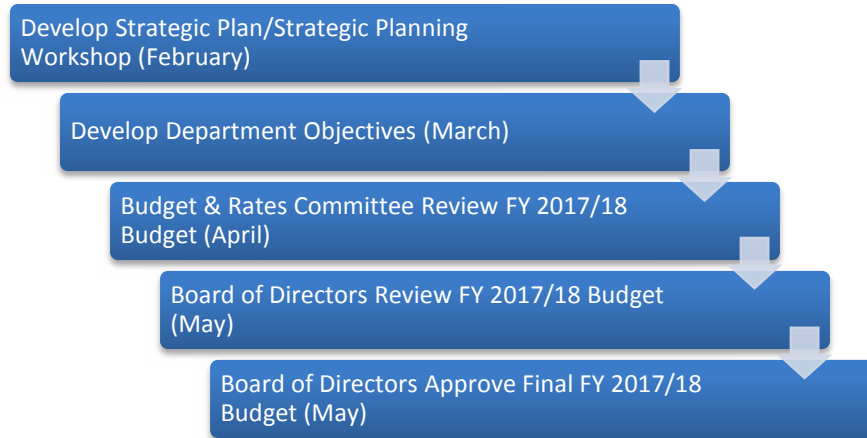 Develop Strategic Plan/Strategic Planning
Workshop (February)
Develop Department Objectives (March)
Budget & Rates Committee Review FY 2017/18
Budget (April)
Board of Directors Review FY 2017/18 Budget
(May)
Board of Directors Approve Final FY 2017/18
Budget (May)